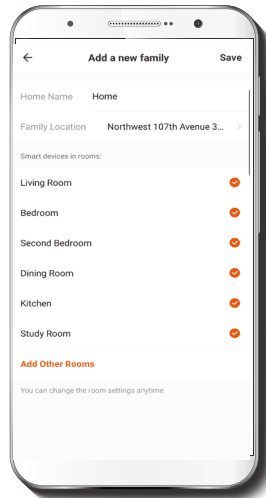 Add a new family Save
Home Name Home
Family Location Northwest 107th Avenue 3...
Smart devices in rooms:
Living Room
Bedroom
Second Bedroom
Dining Room
Kitchen
Study Room
Add Other Rooms
You can change the room settings anytime